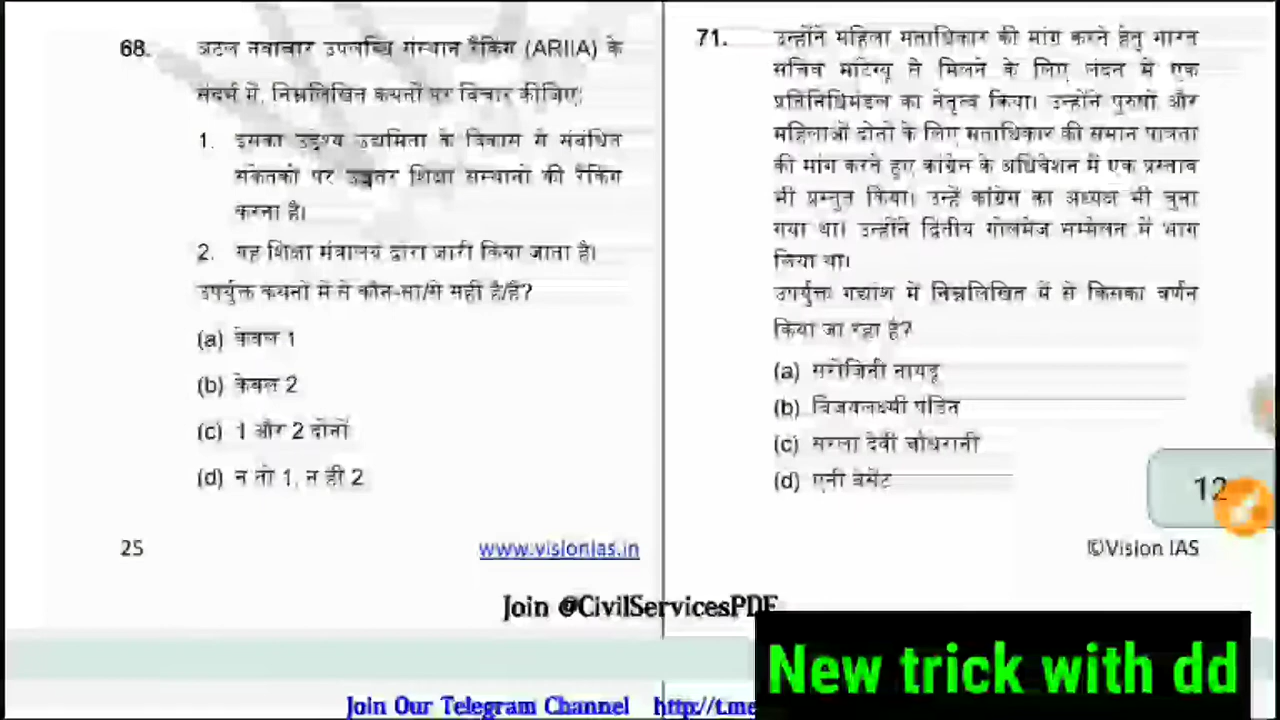 68. अटल नवाचार उपलब्धि संस्थान रैंकिंग (ARIIA) के
संदर्भ में, निम्नलिखित कथनों पर विचार कीजिए:
1. इसका उद्देश्य उद्यमिता के विकास से संबंधित
संकेतकों पर उच्चतर शिक्षा संस्थानों की रैंकिंग
करना है।
2. यह शिक्षा मंत्रालय द्वारा जारी किया जाता है।
उपर्युक्त कथनों में से कौन-सा/से सही है/हैं?
(a) केवल 1
(b) केवल 2
(c) 1 और 2 दोनों
(d) न तो 1, न ही 2
25
www.visionias.in
71. उन्होंने महिला मताधिकार की मांग करने हेतु भारत
सचिव मांटेग्यू से मिलने के लिए लंदन में एक
प्रतिनिधिमंडल का नेतृत्व किया। उन्होंने पुरुषों और
महिलाओं दोनों के लिए मताधिकार की समान पात्रता
की मांग करते हुए कांग्रेस के अधिवेशन में एक प्रस्ताव
भी प्रस्तुत किया। उन्हें कांग्रेस का अध्यक्ष भी चुना
गया था। उन्होंने द्वितीय गोलमेज सम्मेलन में भाग
लिया था।
उपर्युक्त गद्यांश में निम्नलिखित में से किसका वर्णन
किया जा रहा है?
(a) सरोजिनी नायडू
(b) विजयलक्ष्मी पंडित
(c) सरला देवी चौधरानी
(d) एनी बेसेंट
12
©Vision IAS
Join @CivilServicesPDF
New trick with dd
Join Our Telegram Channel http://t.me